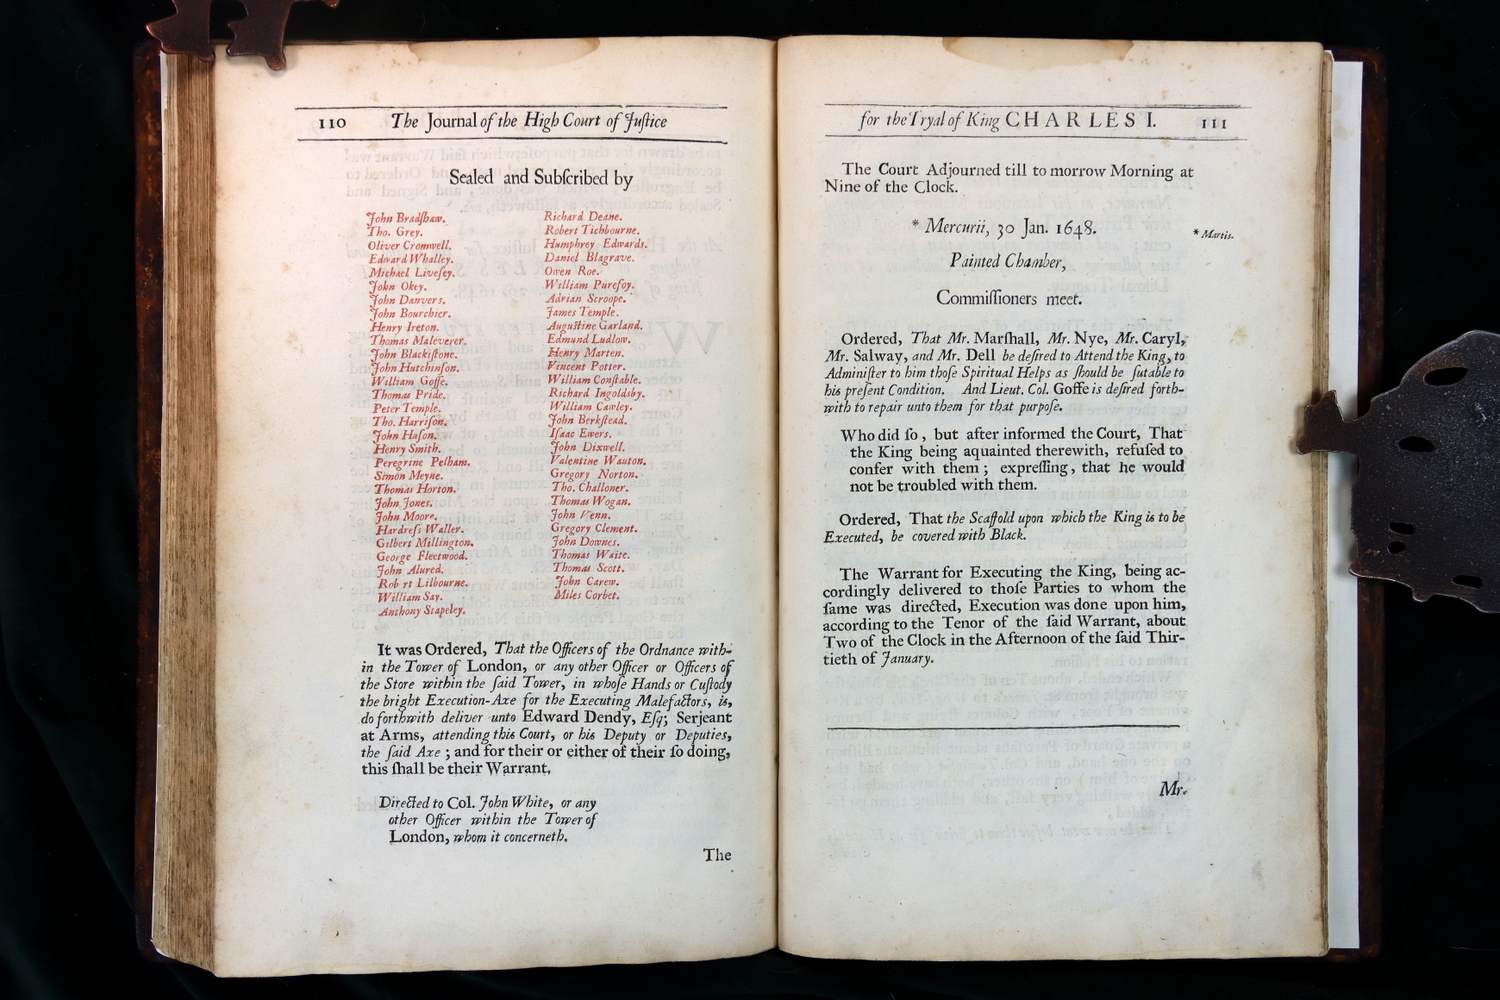 110 The Journal of the High Court of Juſtice
Sealed and Subſcribed by
John Bradſhaw.
Tho. Grey.
Oliver Cromwell.
Edward Whalley.
Michael Liveſey.
John Okey.
John Danvers.
John Bourchier.
Henry Ireton.
Thomas Maleverer.
John Blackiſtone.
John Hutchinſon.
William Goffe.
Thomas Pride.
Peter Temple.
Tho. Harriſon.
John Huſon.
Henry Smith.
Peregrine Pelham.
Simon Meyne.
Thomas Horton.
John Jones.
John Moore.
Hardreſs Waller.
Gilbert Millington.
George Fleetwood.
John Alured.
Rob rt Lilbourne.
William Say.
Anthony Stapeley.
Richard Deane.
Robert Tichbourne.
Humphrey Edwards.
Daniel Blagrave.
Owen Roe.
William Pureſoy.
Adrian Scroope.
James Temple.
Auguſtine Garland.
Edmund Ludlow.
Henry Marten.
Vincent Potter.
William Conſtable.
Richard Ingoldsby.
William Cawley.
John Berkſtead.
Iſaac Ewers.
John Dixwell.
Valentine Wauton.
Gregory Norton.
Tho. Challoner.
Thomas Wogan.
John Venn.
Gregory Clement.
John Downes.
Thomas Waite.
Thomas Scott.
John Carew.
Miles Corbet.
It was Ordered, That the Officers of the Ordnance with-
in the Tower of London, or any other Officer or Officers of
the Store within the ſaid Tower, in whoſe Hands or Cuſtody
the bright Execution-Axe for the Executing Malefactors, is,
do forthwith deliver unto Edward Dendy, Eſq; Serjeant
at Arms, attending this Court, or his Deputy or Deputies,
the ſaid Axe; and for their or either of their ſo doing,
this ſhall be their Warrant.
Directed to Col. John White, or any
other Officer within the Tower of
London, whom it concerneth.
The
for the Tryal of King CHARLES I. 111
The Court Adjourned till to morrow Morning at
Nine of the Clock.
* Mercurii, 30 Jan. 1648.
* Martis.
Painted Chamber,
Commiſſioners meet.
Ordered, That Mr. Marſhall, Mr. Nye, Mr. Caryl,
Mr. Salway, and Mr. Dell be deſired to Attend the King, to
Adminiſter to him thoſe Spiritual Helps as ſhould be ſutable to
his preſent Condition. And Lieut. Col. Goffe is deſired forth-
with to repair unto them for that purpoſe.
Who did ſo, but after informed the Court, That
the King being aquainted therewith, refuſed to
confer with them; expreſſing, that he would
not be troubled with them.
Ordered, That the Scaffold upon which the King is to be
Executed, be covered with Black.
The Warrant for Executing the King, being ac-
cordingly delivered to thoſe Parties to whom the
ſame was directed, Execution was done upon him,
according to the Tenor of the ſaid Warrant, about
Two of the Clock in the Afternoon of the ſaid Thir-
tieth of January.
Mr.